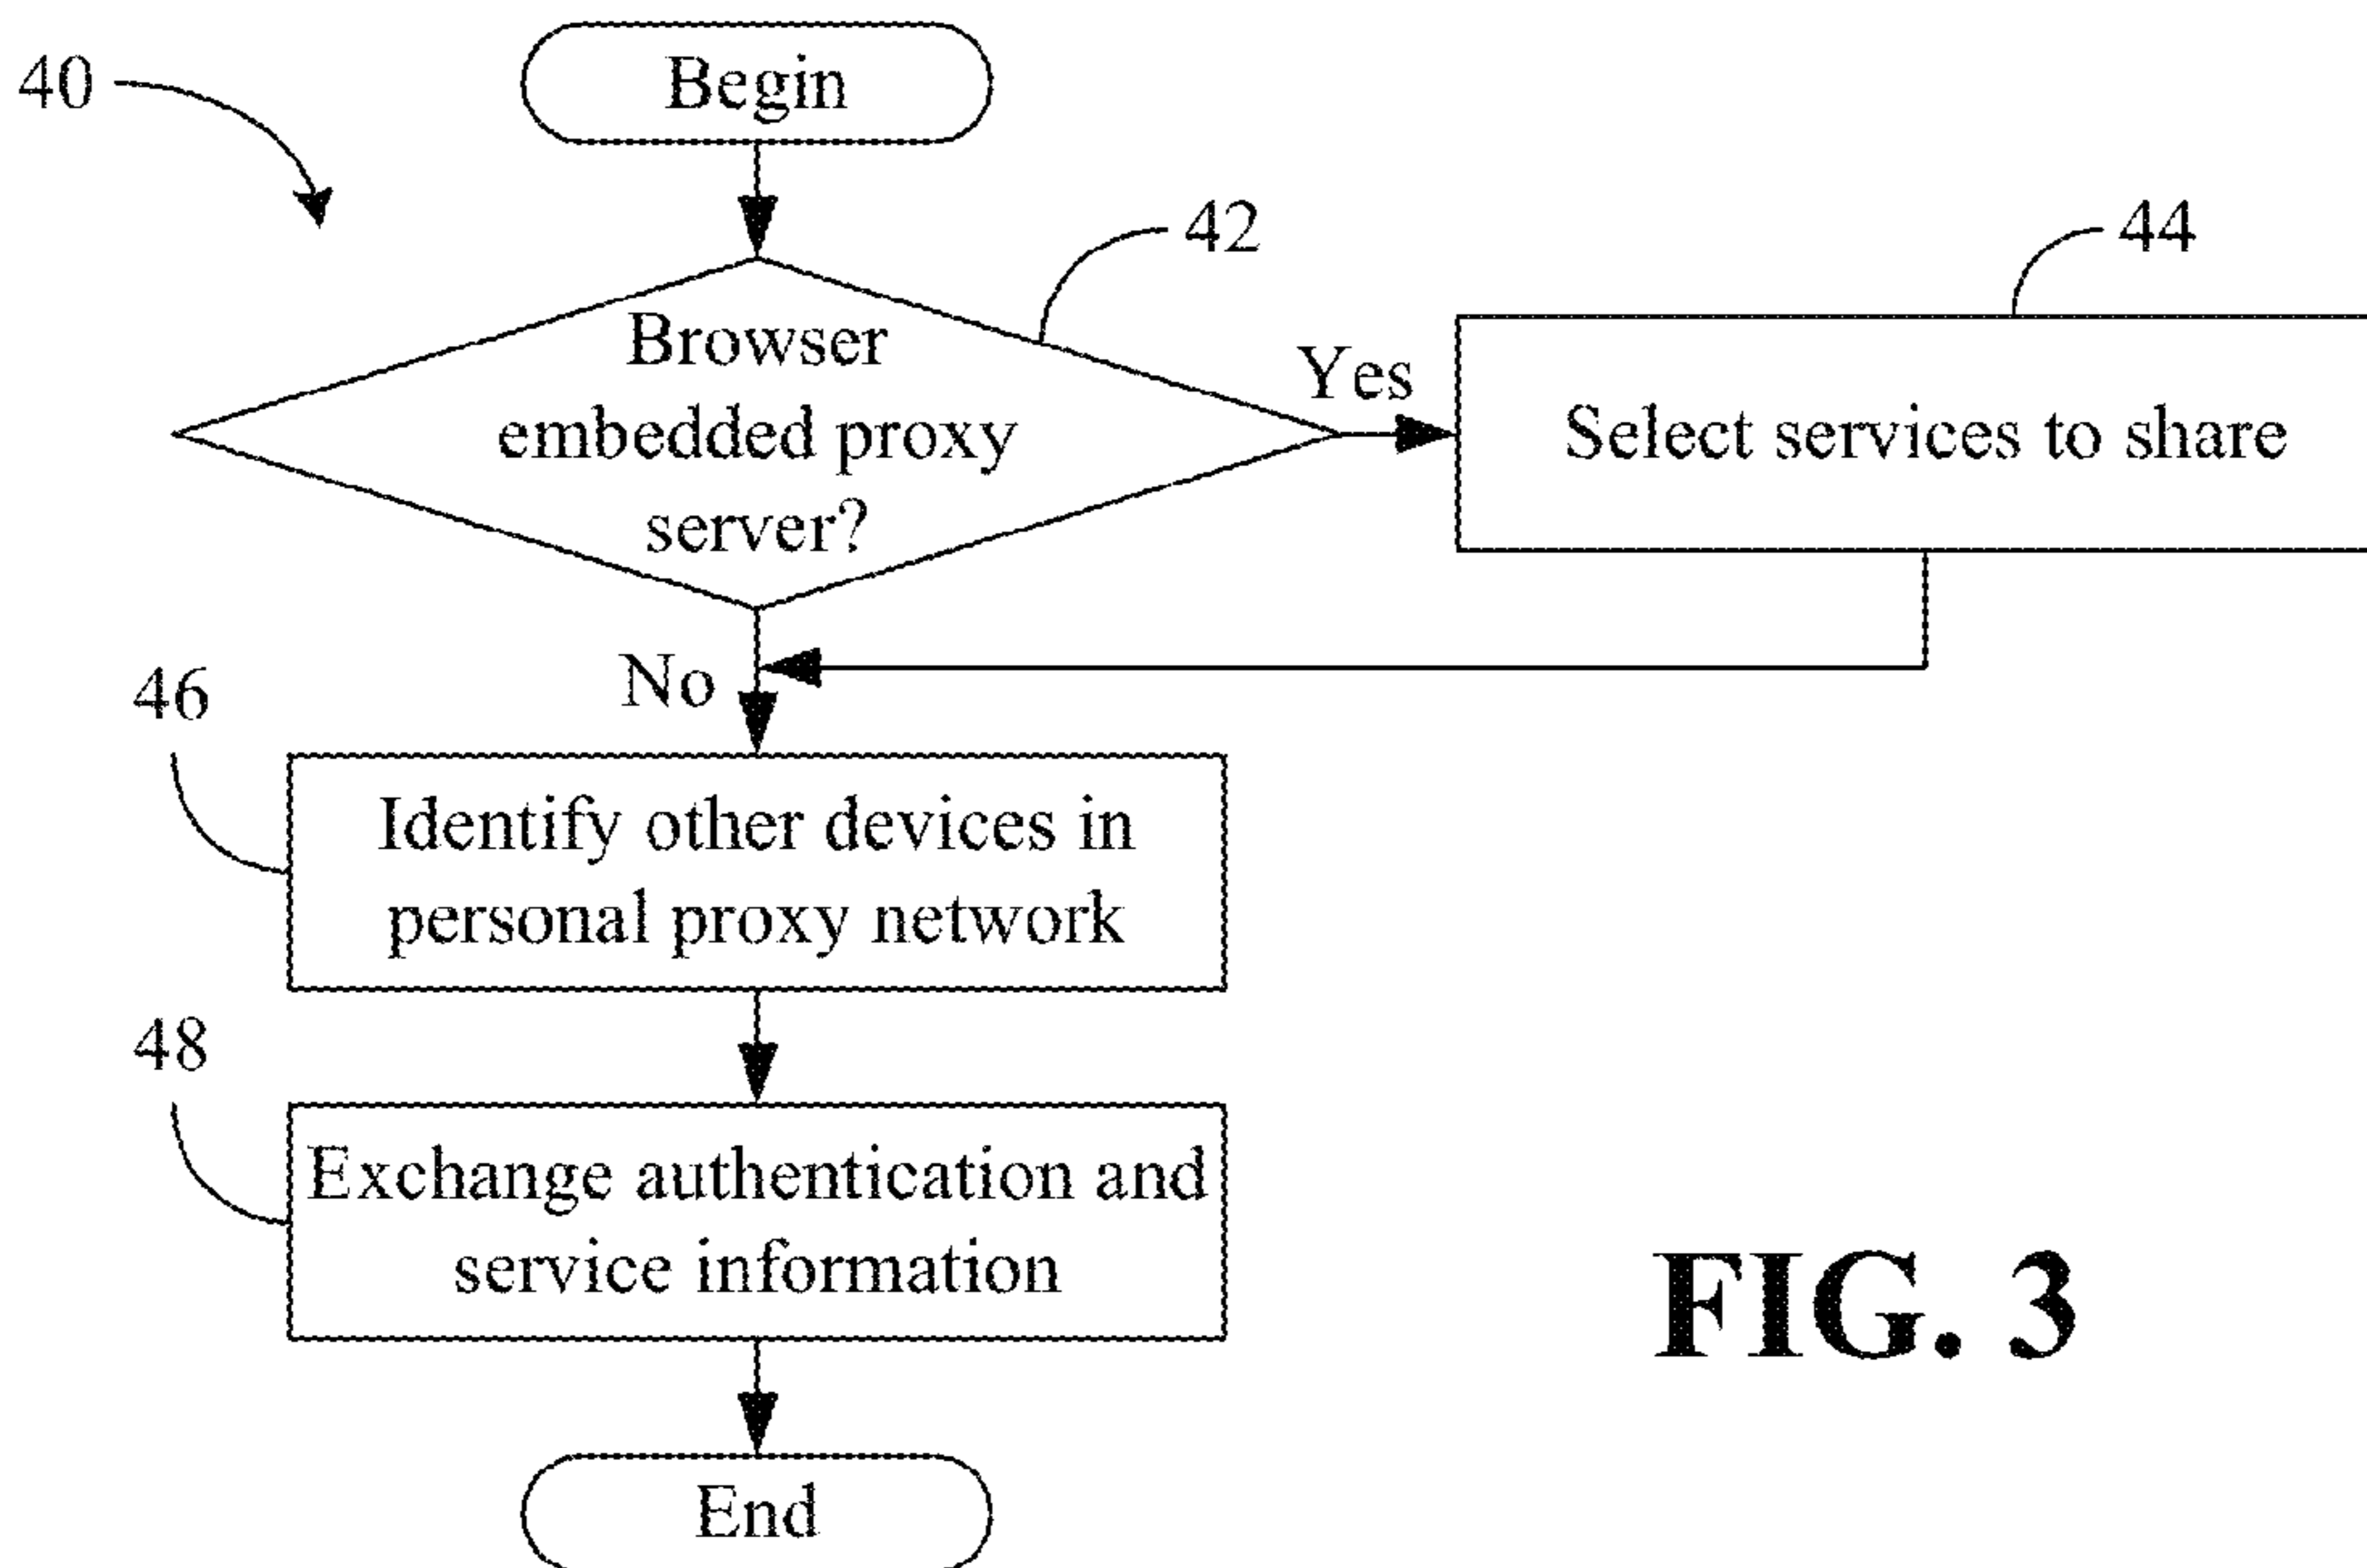 40
Begin
42
44
Browser
embedded proxy
server?
Yes
Select services to share
No
46
Identify other devices in
personal proxy network
48
Exchange authentication and
service information
End
FIG. 3